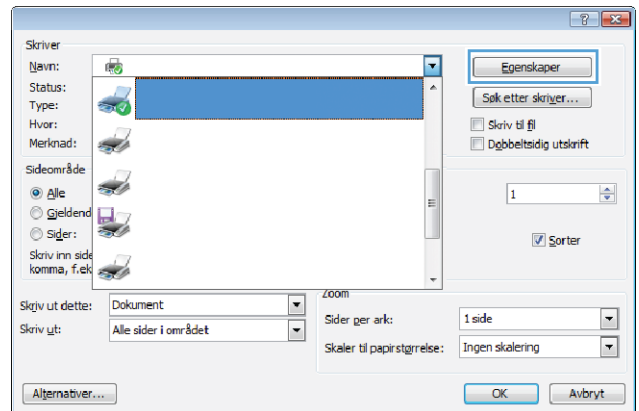 Skriver
Navn:
Egenskaper
Status:
Søk etter skriver...
Type:
Hvor:
Skriv til fil
Merknad:
Dobbeltsidig utskrift
Sideområde
Alle
1
Gjeldend
Sider:
Sorter
Skriv inn side
komma, f.ek
Zoom
Skriv ut dette: Dokument
Sider per ark: 1 side
Skriv ut: Alle sider i området
Skaler til papirstørrelse: Ingen skalering
Alternativer...
OK
Avbryt